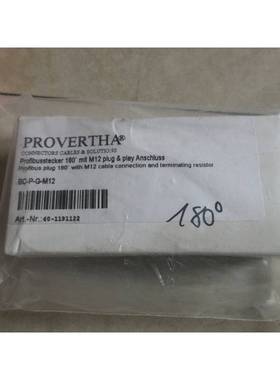 PROVERTHA®
CONNECTORS CABLES & SOLUTIONS
Profibusstecker 180° mit M12 plug & play Anschluss
Profibus plug 180° with M12 cable connection and terminating resistor
BC-P-G-M12
180°
Art.-Nr.: 40-1191122